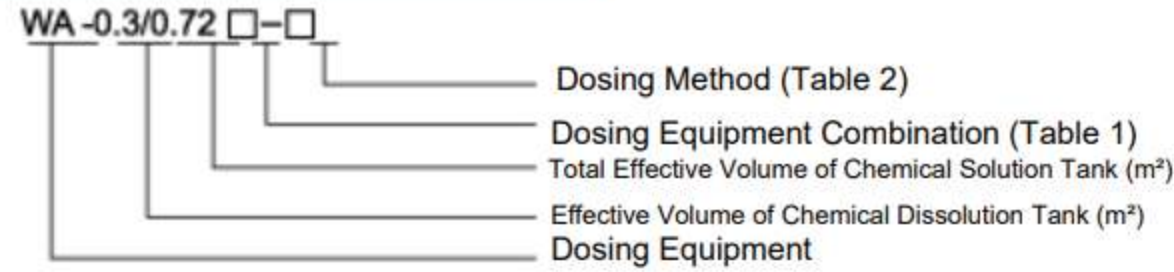 WA -0.3/0.72 □-□
Dosing Method (Table 2)
Dosing Equipment Combination (Table 1)
Total Effective Volume of Chemical Solution Tank (m²)
Effective Volume of Chemical Dissolution Tank (m²)
Dosing Equipment